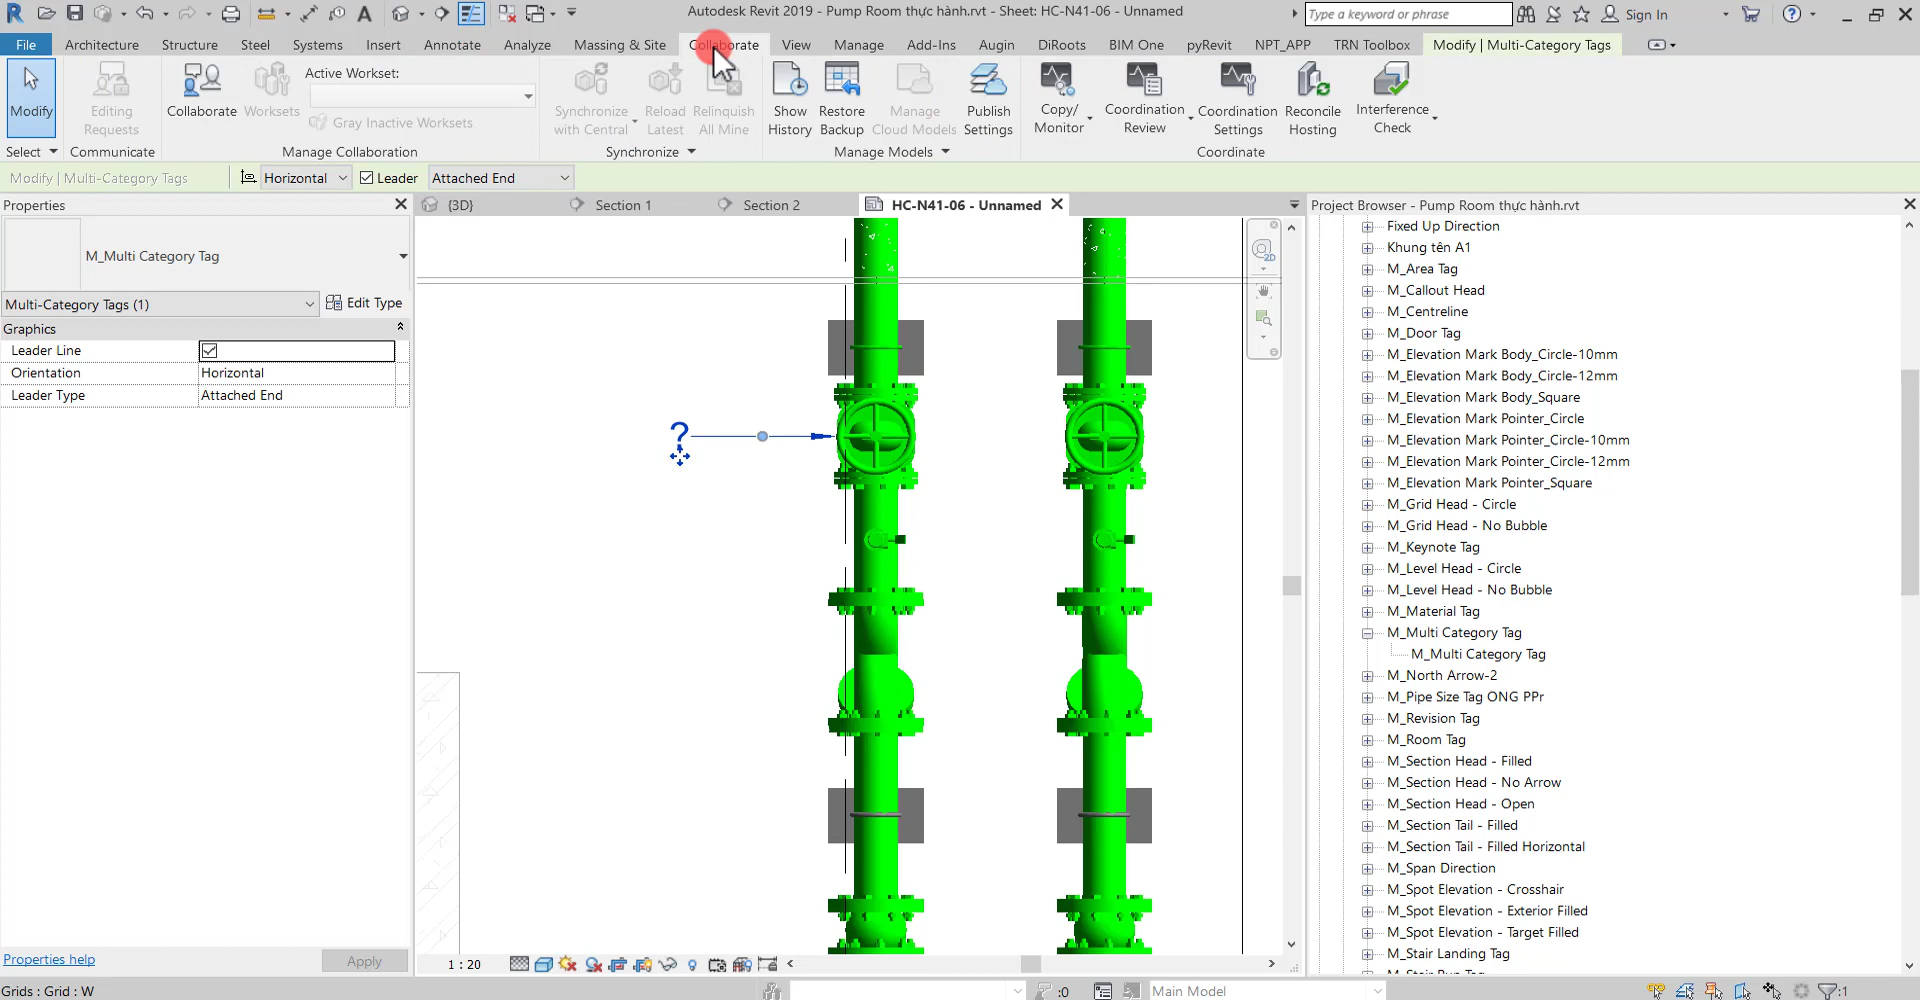 Autodesk Revit 2019 - Pump Room thực hành.rvt - Sheet: HC-N41-06 - Unnamed
Type a keyword or phrase
Sign In
File Architecture Structure Steel Systems Insert Annotate Analyze Massing & Site Collaborate View Manage Add-Ins Augin DiRoots BIM One pyRevit NPT_APP TRN Toolbox Modify | Multi-Category Tags
Modify
Editing Requests
Collaborate
Worksets
Active Workset:
Gray Inactive Worksets
Synchronize with Central
Reload Latest
Relinquish All Mine
Show History
Restore Backup
Manage Cloud Models
Publish Settings
Copy/ Monitor
Coordination Review
Coordination Settings
Reconcile Hosting
Interference Check
Select Communicate Manage Collaboration Synchronize Manage Models Coordinate
Modify | Multi-Category Tags Horizontal Leader Attached End
Properties
M_Multi Category Tag
Multi-Category Tags (1) Edit Type
Graphics
Leader Line
Orientation Horizontal
Leader Type Attached End
Properties help Apply
{3D} Section 1 Section 2 HC-N41-06 - Unnamed
2D
?
1 : 20
Project Browser - Pump Room thực hành.rvt
Fixed Up Direction
Khung tên A1
M_Area Tag
M_Callout Head
M_Centreline
M_Door Tag
M_Elevation Mark Body_Circle-10mm
M_Elevation Mark Body_Circle-12mm
M_Elevation Mark Body_Square
M_Elevation Mark Pointer_Circle
M_Elevation Mark Pointer_Circle-10mm
M_Elevation Mark Pointer_Circle-12mm
M_Elevation Mark Pointer_Square
M_Grid Head - Circle
M_Grid Head - No Bubble
M_Keynote Tag
M_Level Head - Circle
M_Level Head - No Bubble
M_Material Tag
M_Multi Category Tag
M_Multi Category Tag
M_North Arrow-2
M_Pipe Size Tag ONG PPr
M_Revision Tag
M_Room Tag
M_Section Head - Filled
M_Section Head - No Arrow
M_Section Head - Open
M_Section Tail - Filled
M_Section Tail - Filled Horizontal
M_Span Direction
M_Spot Elevation - Crosshair
M_Spot Elevation - Exterior Filled
M_Spot Elevation - Target Filled
M_Stair Landing Tag
M_Stair Run Tag
Grids : Grid : W
:0
Main Model
:1